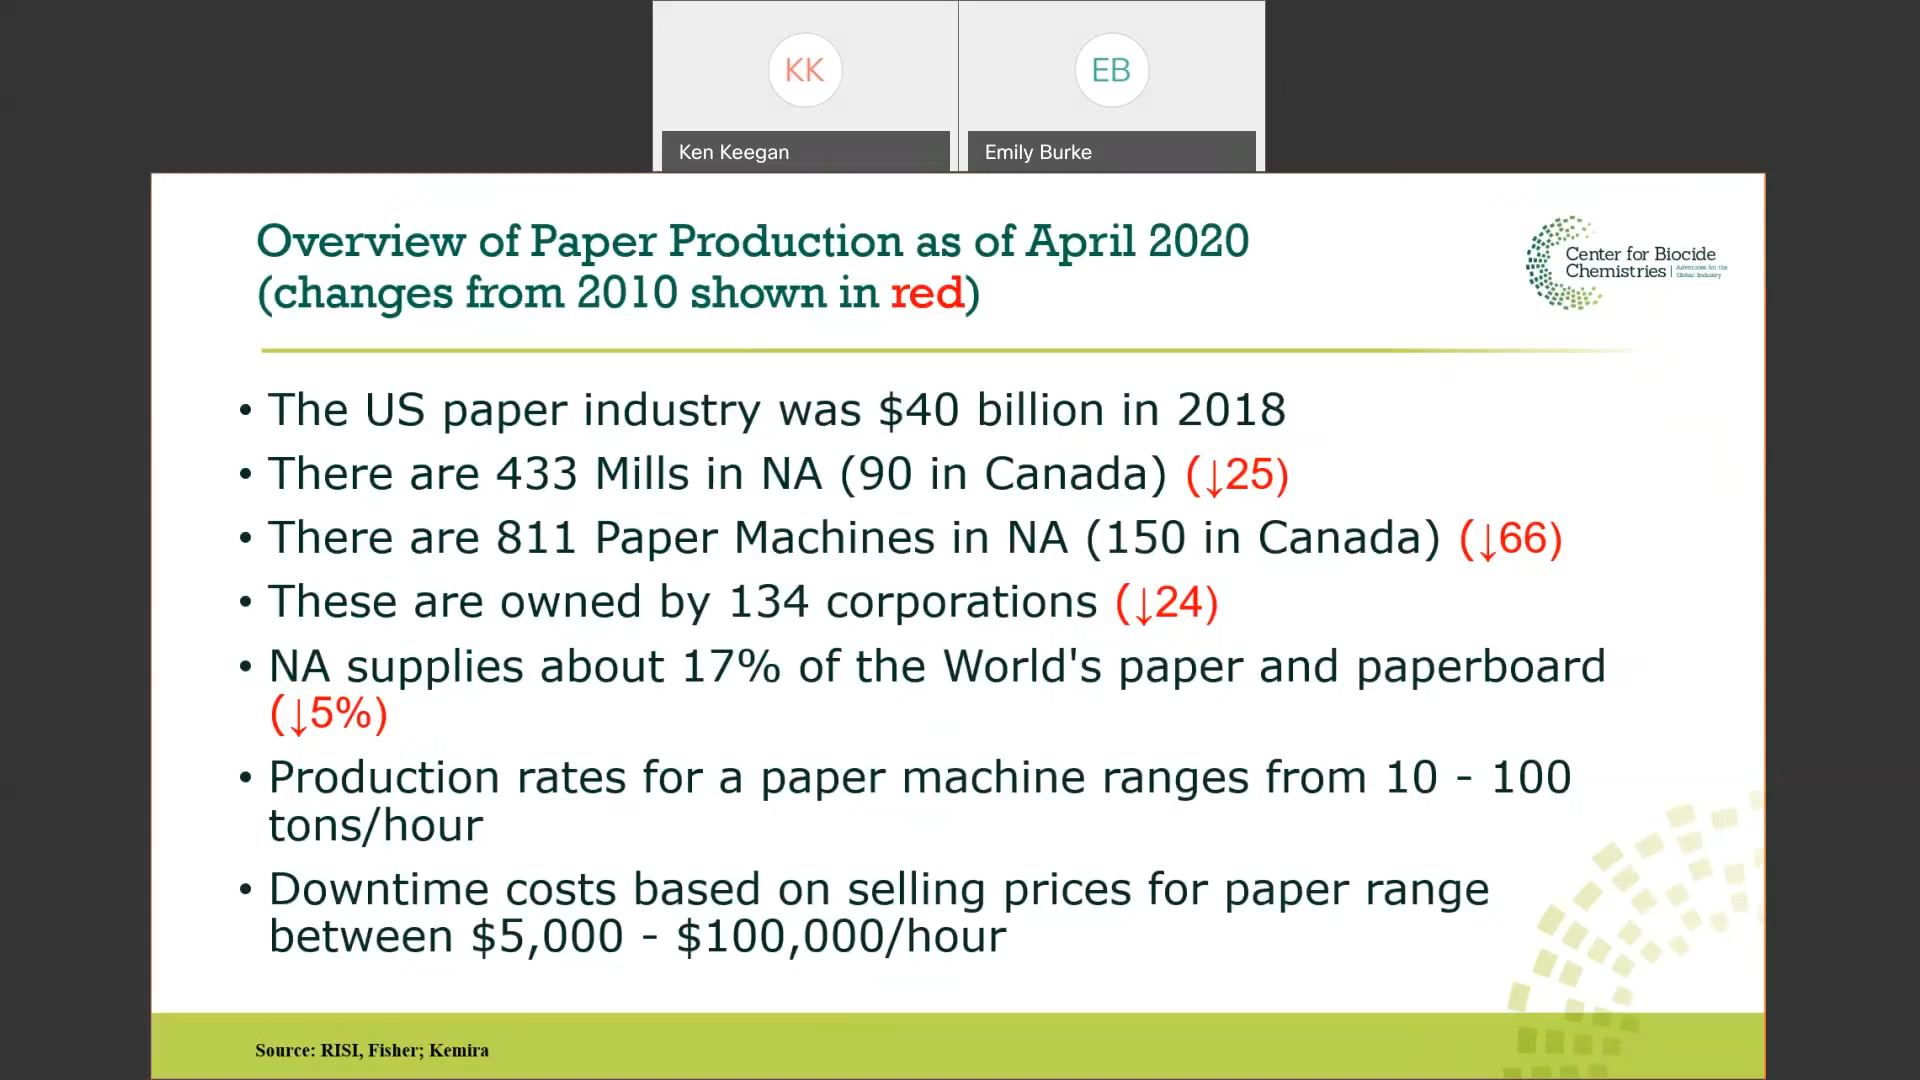 KK
EB
Ken Keegan
Emily Burke
Overview of Paper Production as of April 2020
(changes from 2010 shown in red)
Center for Biocide
Chemistries | Advocates for the
Global Industry
• The US paper industry was $40 billion in 2018
• There are 433 Mills in NA (90 in Canada) (↓25)
• There are 811 Paper Machines in NA (150 in Canada) (↓66)
• These are owned by 134 corporations (↓24)
• NA supplies about 17% of the World's paper and paperboard
(↓5%)
• Production rates for a paper machine ranges from 10 - 100
tons/hour
• Downtime costs based on selling prices for paper range
between $5,000 - $100,000/hour
Source: RISI, Fisher; Kemira